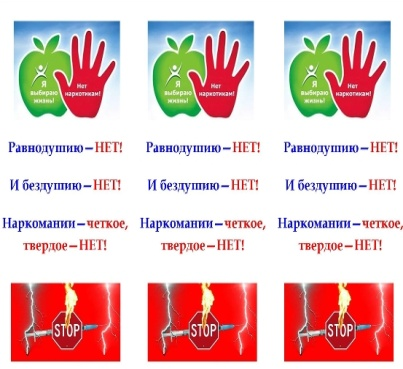 Я
выбираю
жизнь!
Нет
наркотикам!
Равнодушию–НЕТ!
И бездушию–НЕТ!
Наркомании–четкое,
твердое–НЕТ!
STOP
Я
выбираю
жизнь!
Нет
наркотикам!
Равнодушию–НЕТ!
И бездушию–НЕТ!
Наркомании–четкое,
твердое–НЕТ!
STOP
Я
выбираю
жизнь!
Нет
наркотикам!
Равнодушию–НЕТ!
И бездушию–НЕТ!
Наркомании–четкое,
твердое–НЕТ!
STOP